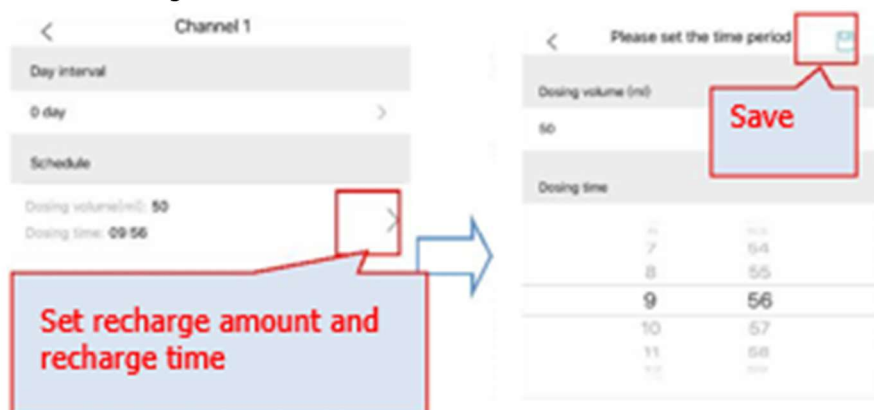 Channel 1
Day interval
0 day
Schedule
Dosing volume(ml): 50
Dosing time: 09:56
Set recharge amount and
recharge time
Please set the time period
Dosing volume (ml)
50
Save
Dosing time
7 54
8 55
9 56
10 57
11 58